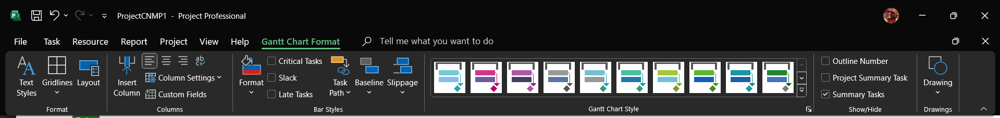 ProjectCNMP1 - Project Professional
File Task Resource Report Project View Help Gantt Chart Format Tell me what you want to do
Text Styles
Gridlines
Layout
Format
Insert Column
ab
Column Settings
Custom Fields
Columns
Format
Critical Tasks
Slack
Late Tasks
Task Path
Baseline
Slippage
Bar Styles
Gantt Chart Style
Outline Number
Project Summary Task
Summary Tasks
Show/Hide
Drawing
Drawings